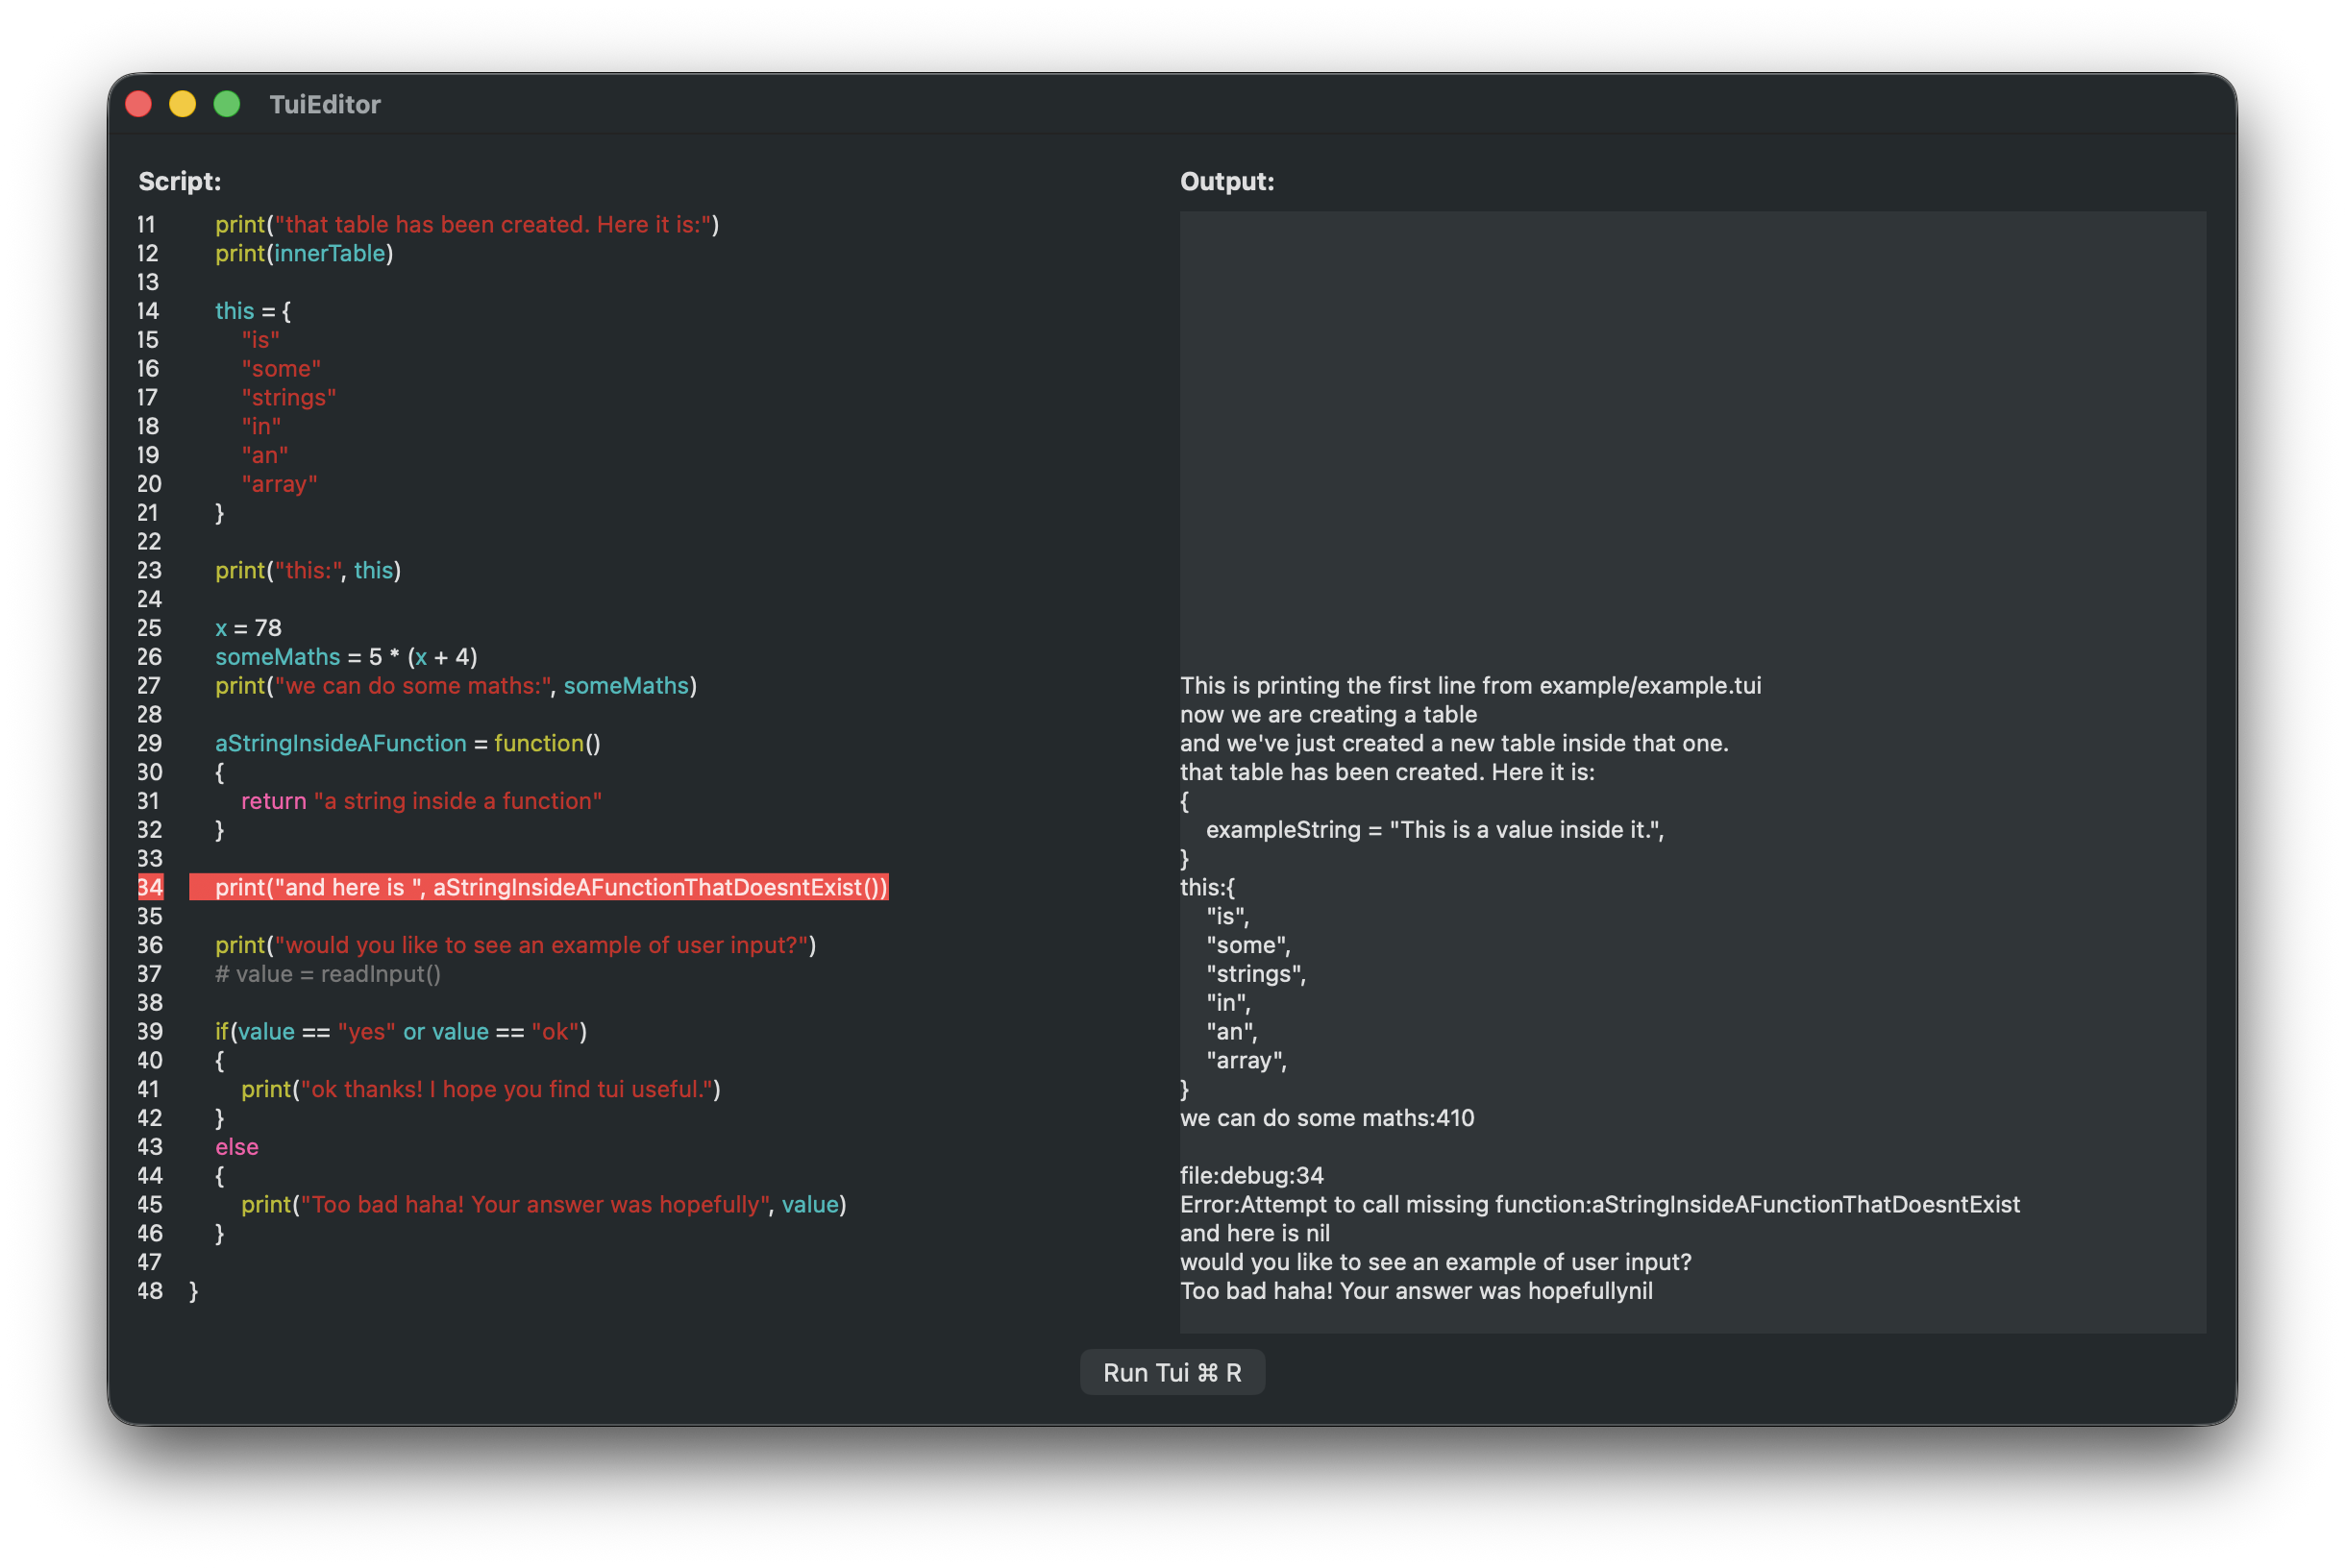 TuiEditor
Script:
11 print("that table has been created. Here it is:")
12 print(innerTable)
13
14 this = {
15 "is"
16 "some"
17 "strings"
18 "in"
19 "an"
20 "array"
21 }
22
23 print("this:", this)
24
25 x = 78
26 someMaths = 5 * (x + 4)
27 print("we can do some maths:", someMaths)
28
29 aStringInsideAFunction = function()
30 {
31 return "a string inside a function"
32 }
33
34 print("and here is ", aStringInsideAFunctionThatDoesntExist())
35
36 print("would you like to see an example of user input?")
37 # value = readInput()
38
39 if(value == "yes" or value == "ok")
40 {
41 print("ok thanks! I hope you find tui useful.")
42 }
43 else
44 {
45 print("Too bad haha! Your answer was hopefully", value)
46 }
47
48 }
Output:
This is printing the first line from example/example.tui
now we are creating a table
and we've just created a new table inside that one.
that table has been created. Here it is:
{
exampleString = "This is a value inside it.",
}
this:{
"is",
"some",
"strings",
"in",
"an",
"array",
}
we can do some maths:410
file:debug:34
Error:Attempt to call missing function:aStringInsideAFunctionThatDoesntExist
and here is nil
would you like to see an example of user input?
Too bad haha! Your answer was hopefullynil
Run Tui ⌘ R